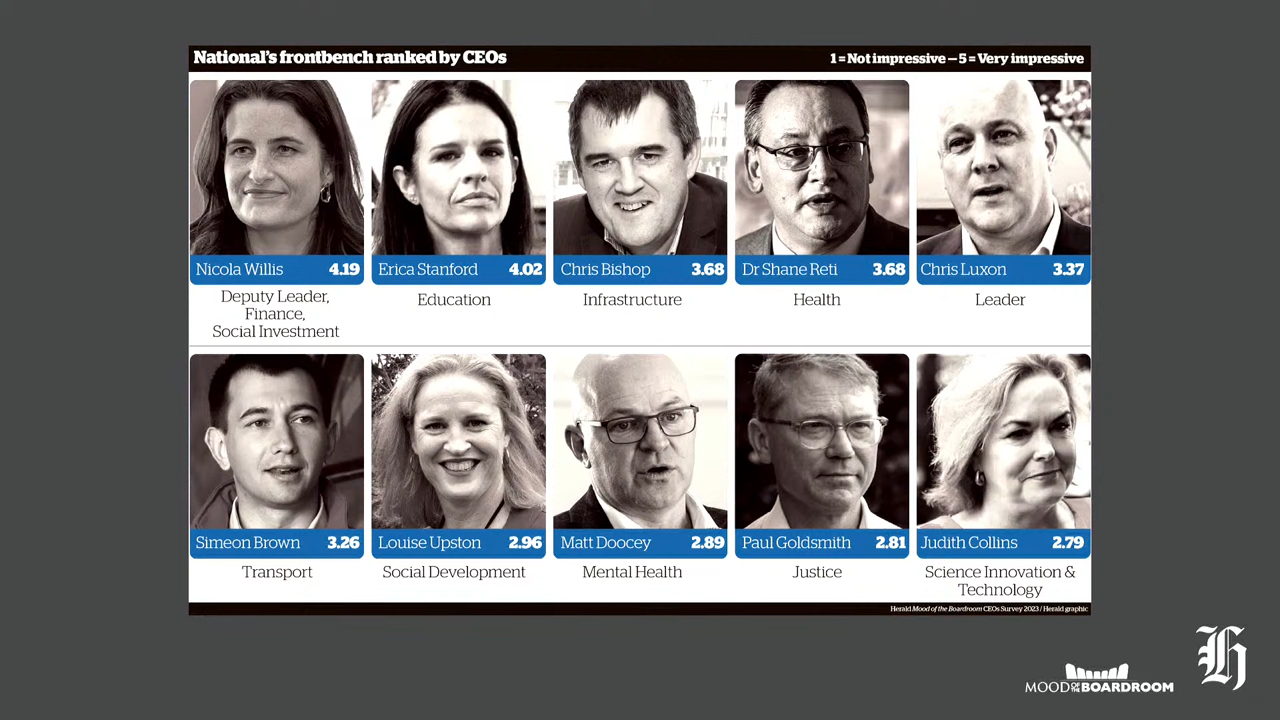 National's frontbench ranked by CEOs
1 = Not impressive – 5 = Very impressive
Nicola Willis 4.19
Deputy Leader,
Finance,
Social Investment
Erica Stanford 4.02
Education
Chris Bishop 3.68
Infrastructure
Dr Shane Reti 3.68
Health
Chris Luxon 3.37
Leader
Simeon Brown 3.26
Transport
Louise Upston 2.96
Social Development
Matt Doocey 2.89
Mental Health
Paul Goldsmith 2.81
Justice
Judith Collins 2.79
Science Innovation &
Technology
Herald Mood of the Boardroom CEOs Survey 2023 / Herald graphic
MOOD OF THE BOARDROOM
H